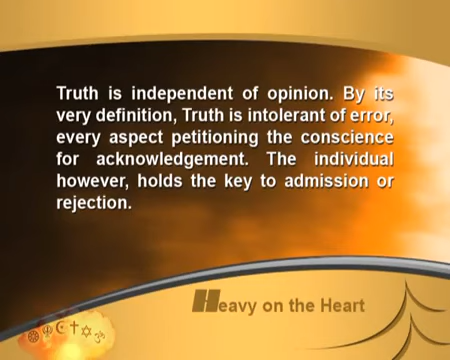 Truth is independent of opinion. By its
very definition, Truth is intolerant of error,
every aspect petitioning the conscience
for acknowledgement. The individual
however, holds the key to admission or
rejection.
Heavy on the Heart